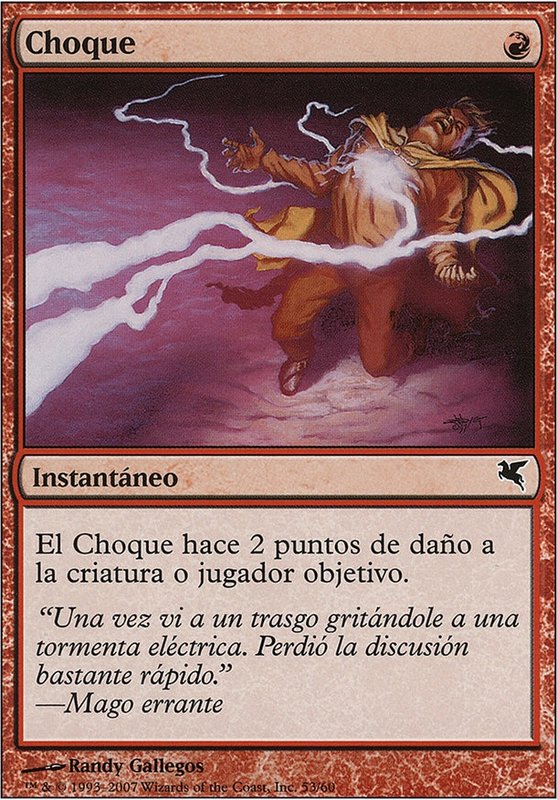 Choque
Instantáneo
El Choque hace 2 puntos de daño a
la criatura o jugador objetivo.
“Una vez vi a un trasgo gritándole a una
tormenta eléctrica. Perdió la discusión
bastante rápido.”
—Mago errante
Randy Gallegos
™ & © 1993–2007 Wizards of the Coast, Inc. 53/60